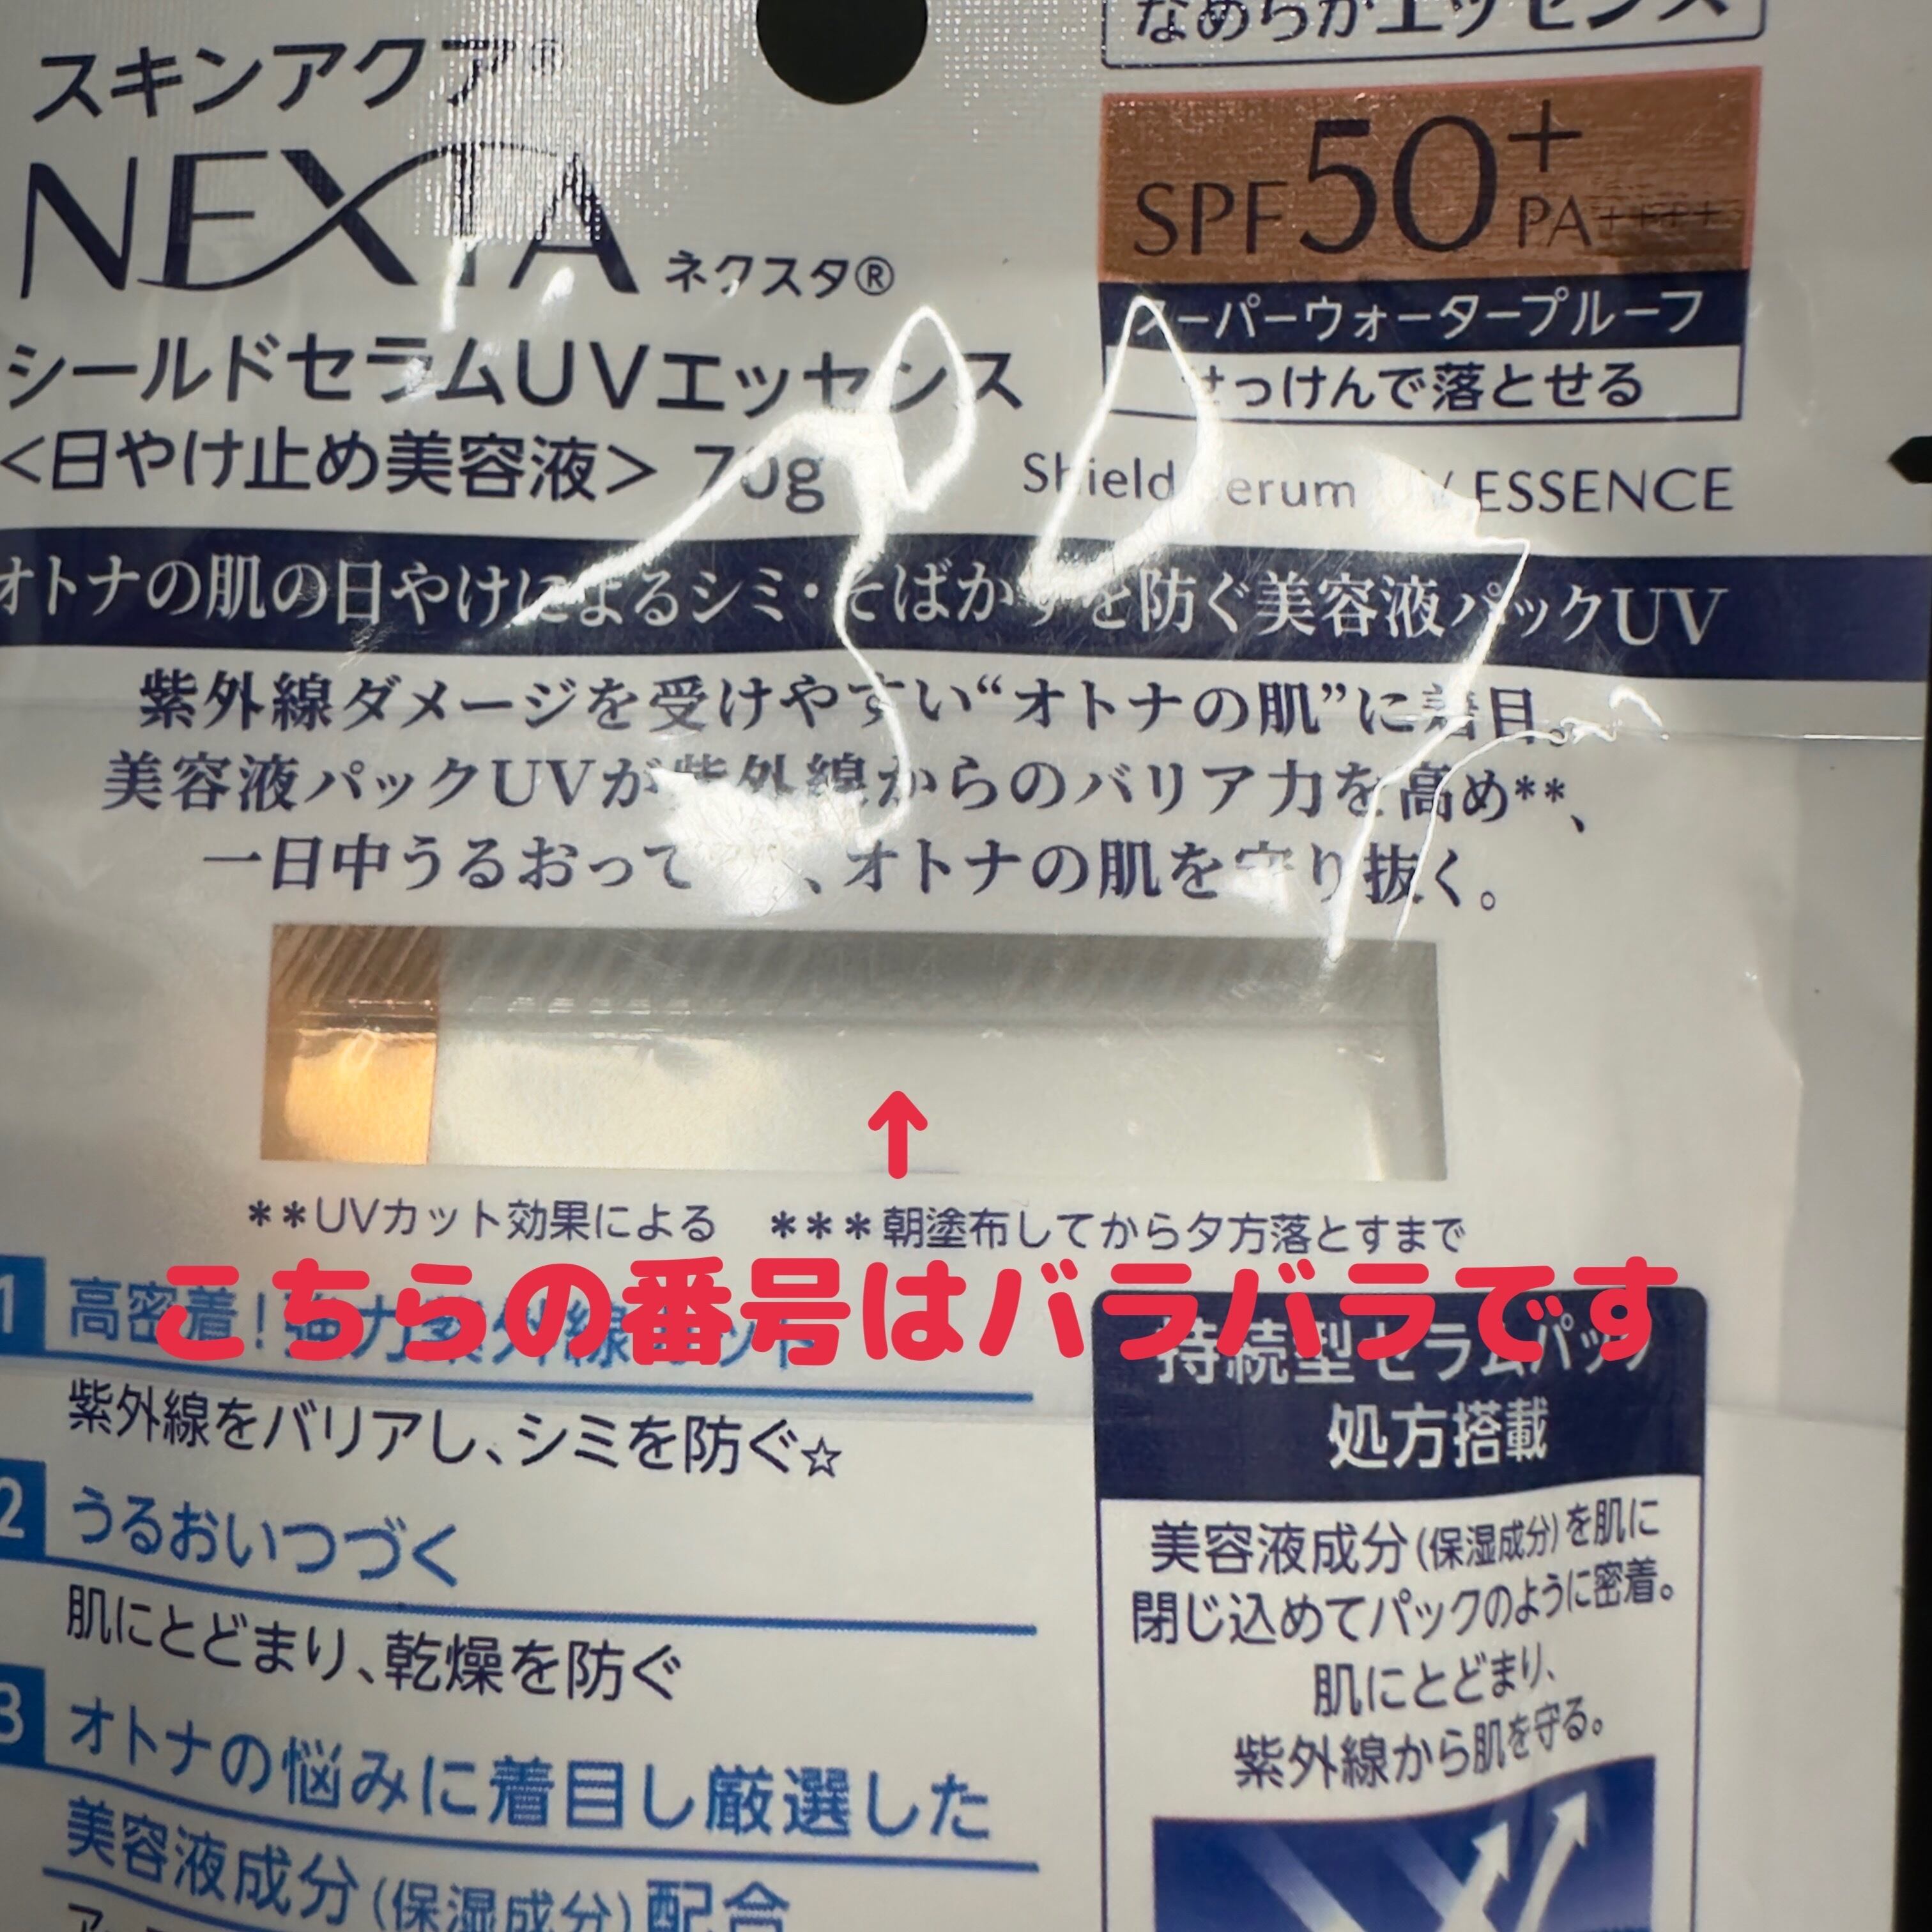 なめらかエッセンス
スキンアクア®
NEXTA ネクスタ®
SPF50+
PA++++
スーパーウォータープルーフ
せっけんで落とせる
シールドセラムUVエッセンス
<日やけ止め美容液> 70g
Shield Serum UV ESSENCE
オトナの肌の日やけによるシミ・そばかすを防ぐ美容液パックUV
紫外線ダメージを受けやすい“オトナの肌”に着目。
美容液パックUVが紫外線からのバリア力を高め**、
一日中うるおって、オトナの肌を守り抜く。
↑
**UVカット効果による ***朝塗布してから夕方落とすまで
こちらの番号はバラバラです
1 高密着!強力紫外線カット
紫外線をバリアし、シミを防ぐ☆
2 うるおいつづく
肌にとどまり、乾燥を防ぐ
3 オトナの悩みに着目し厳選した
美容液成分(保湿成分)配合
持続型セラムパック
処方搭載
美容液成分(保湿成分)を肌に
閉じ込めてパックのように密着。
肌にとどまり、
紫外線から肌を守る。